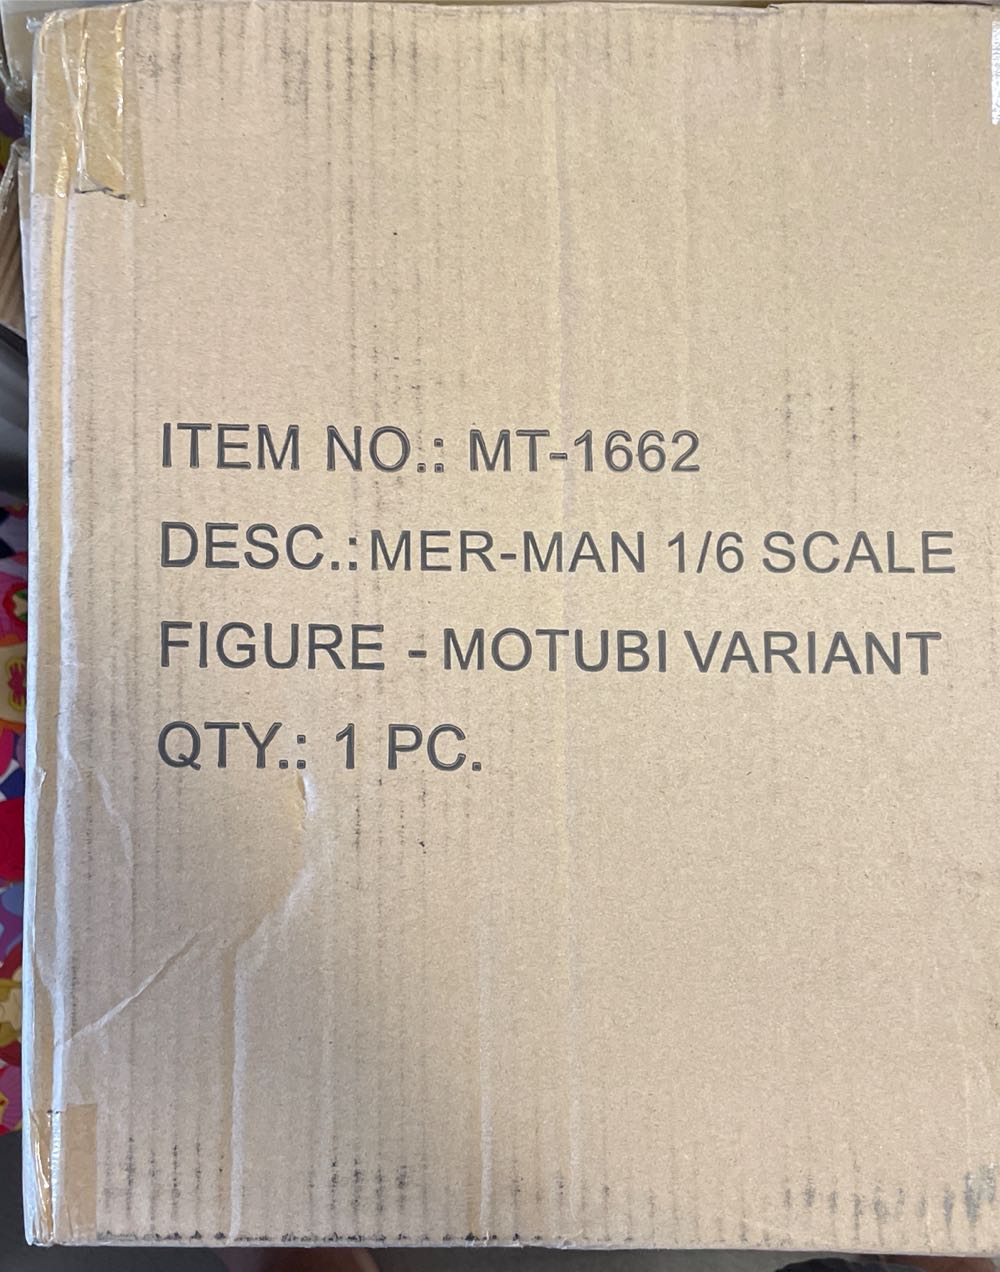 ITEM NO.: MT-1662
DESC.:MER-MAN 1/6 SCALE
FIGURE - MOTUBI VARIANT
QTY.: 1 PC.